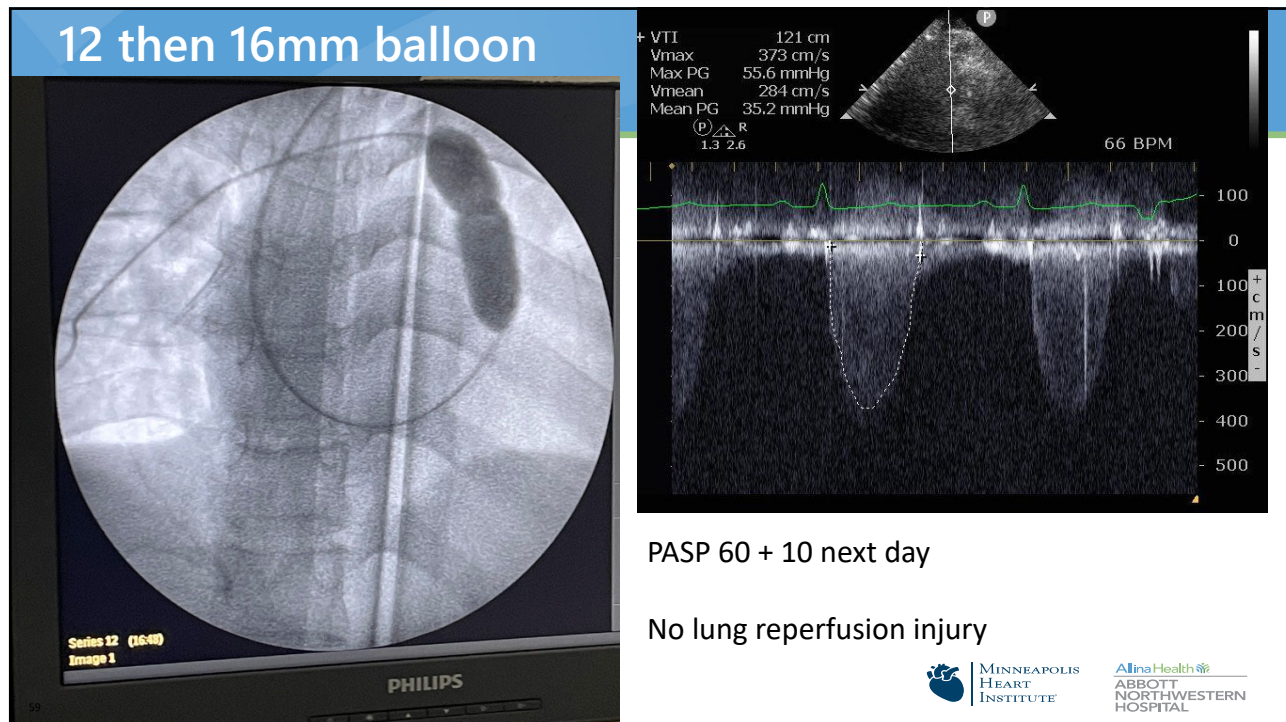 12 then 16mm balloon
P
+ VTI 121 cm
Vmax 373 cm/s
Max PG 55.6 mmHg
Vmean 284 cm/s
Mean PG 35.2 mmHg
P R
1.3 2.6
66 BPM
100
0
100
200
300
400
500
+
c
m
/
s
-
Series 12 (16:48)
Image 1
PHILIPS
PASP 60 + 10 next day
No lung reperfusion injury
MINNEAPOLIS
HEART
INSTITUTE
Allina Health
ABBOTT
NORTHWESTERN
HOSPITAL
59